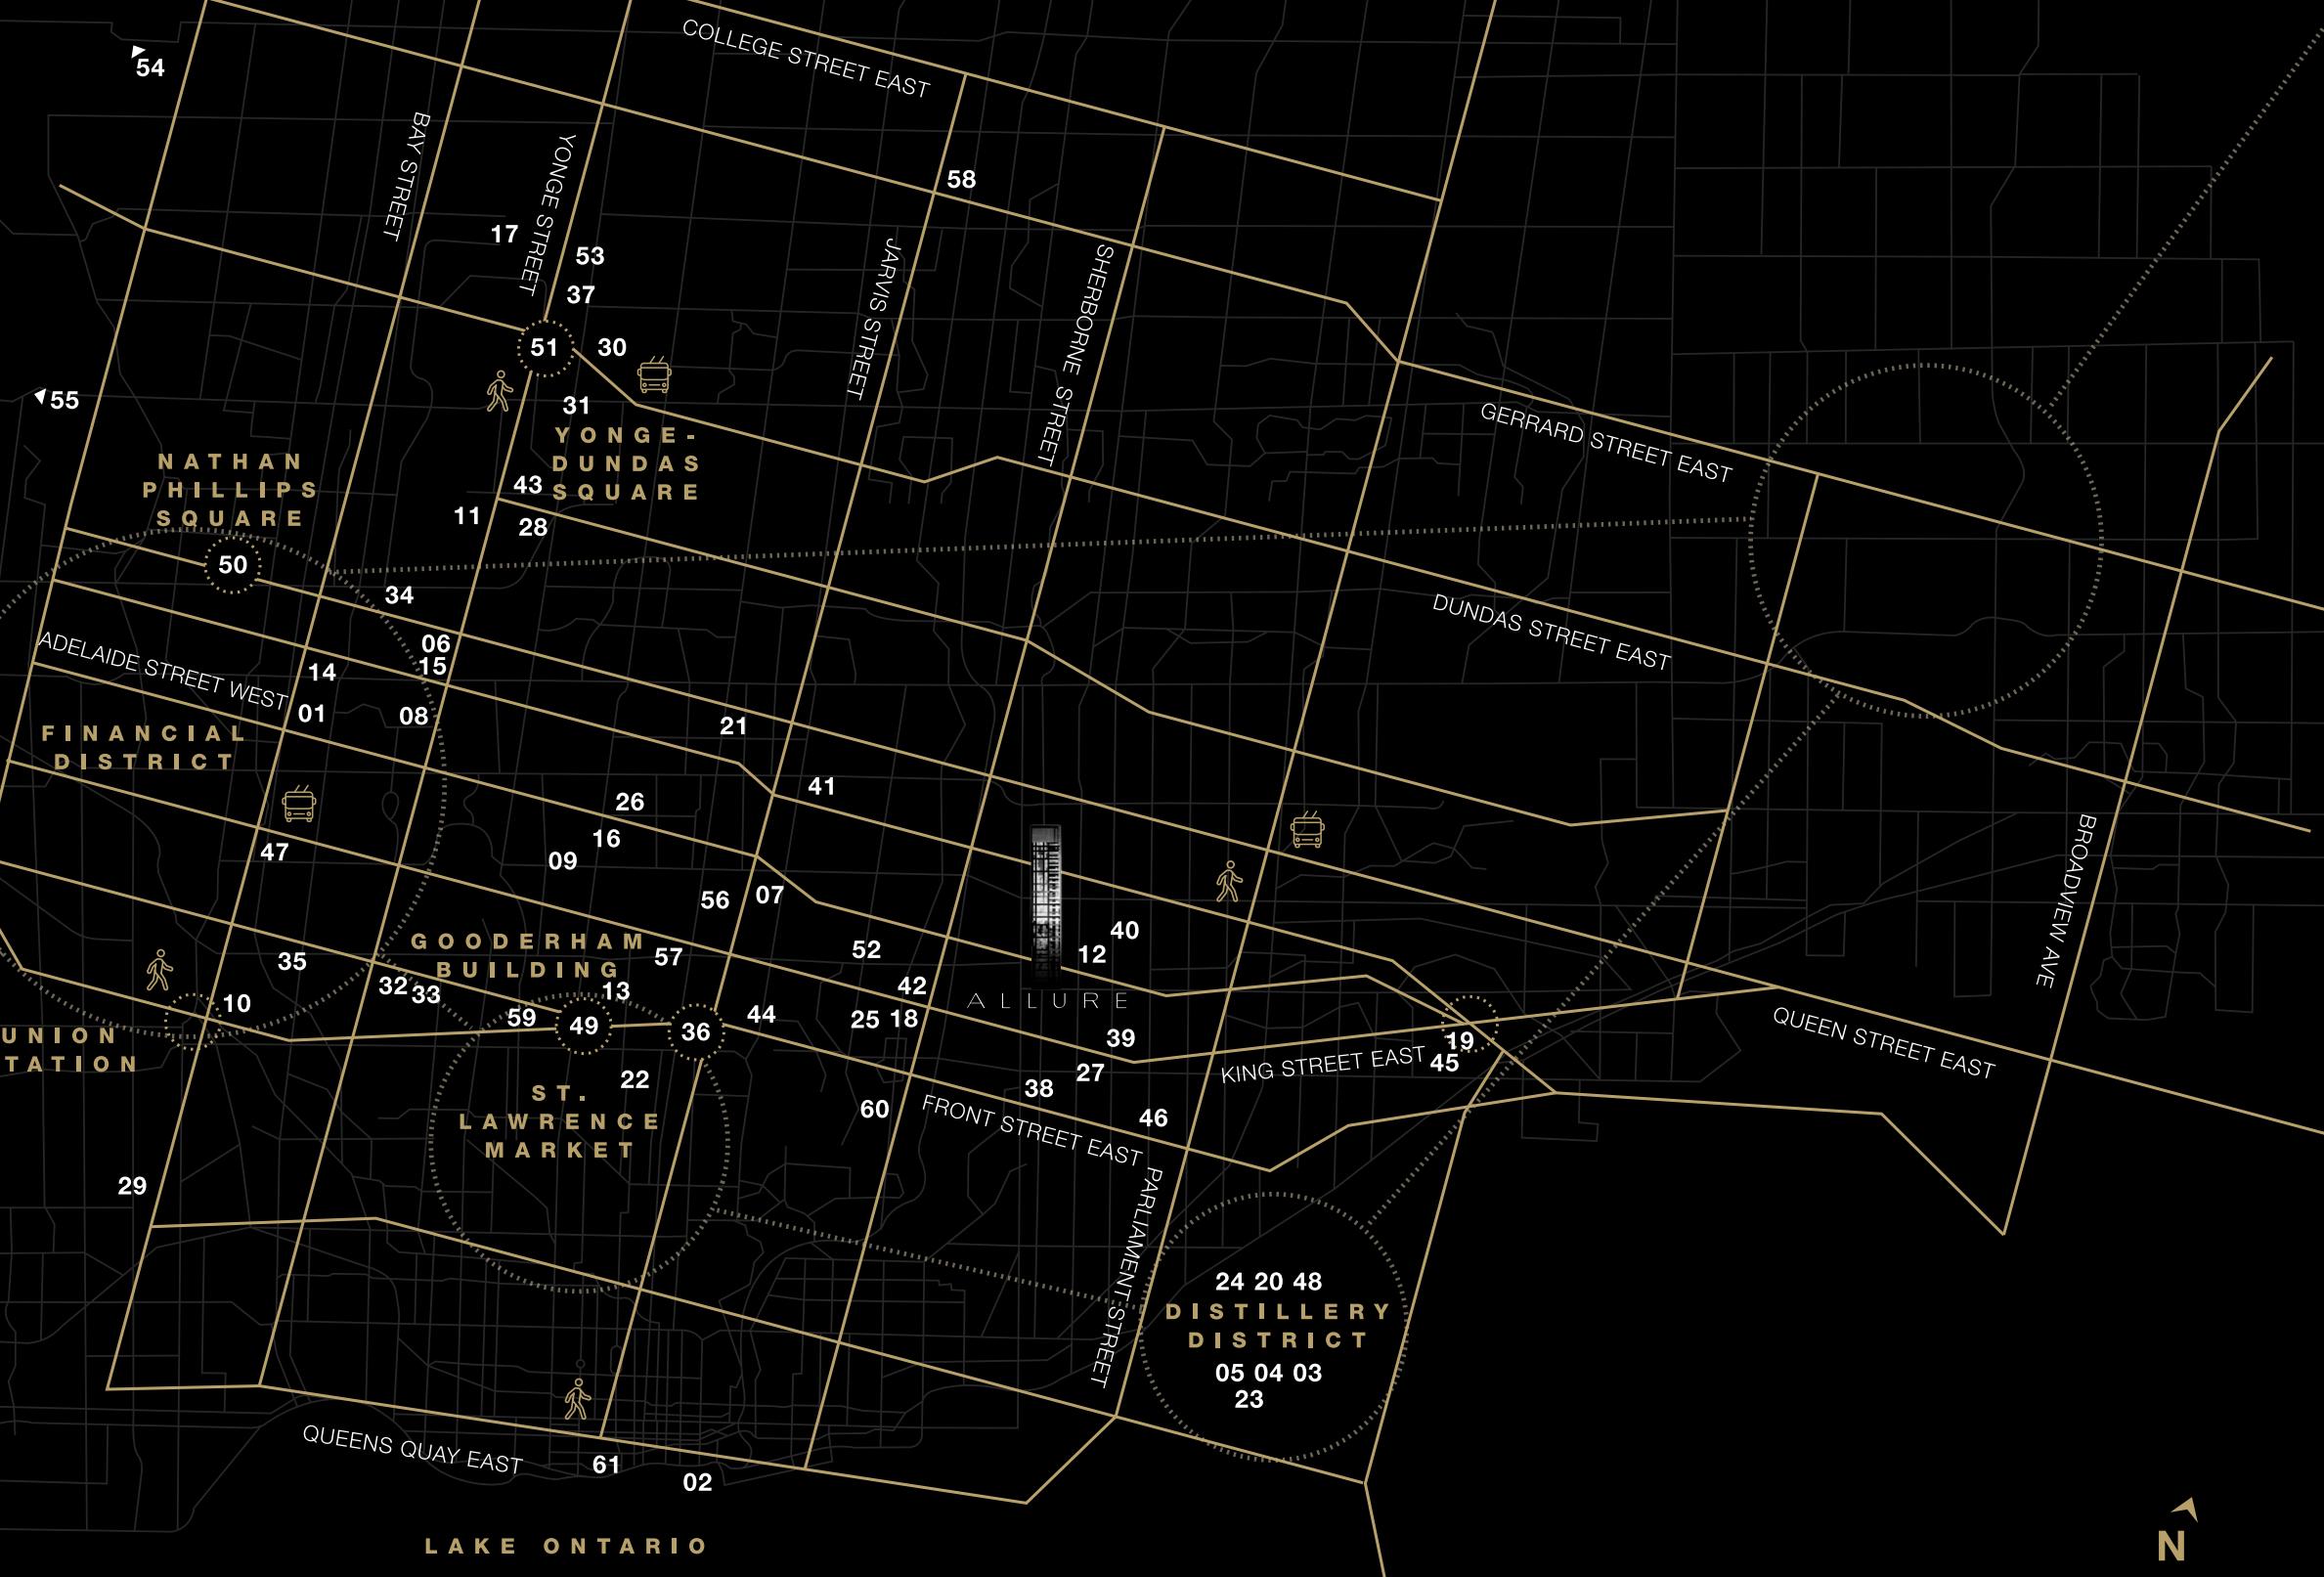 COLLEGE STREET EAST
54
BAY STREET
YONGE STREET
58
17
53
JARVIS STREET
SHERBORNE STREET
37
51
30
55
31
YONGE-
DUNDAS
SQUARE
GERRARD STREET EAST
NATHAN
PHILLIPS
SQUARE
43
11
28
50
34
DUNDAS STREET EAST
06
15
ADELAIDE STREET WEST
14
01
08
21
FINANCIAL
DISTRICT
41
26
16
09
47
BROADVIEW AVE
56
07
40
12
GOODERHAM
BUILDING
57
52
35
32
33
13
42
10
59
49
36
44
25
18
ALLURE
39
19
45
QUEEN STREET EAST
UNION
TATION
KING STREET EAST
22
27
38
60
46
ST.
LAWRENCE
MARKET
FRONT STREET EAST
29
PARLIAMENT STREET
24 20 48
DISTILLERY
DISTRICT
05 04 03
23
QUEENS QUAY EAST
61
02
LAKE ONTARIO
N